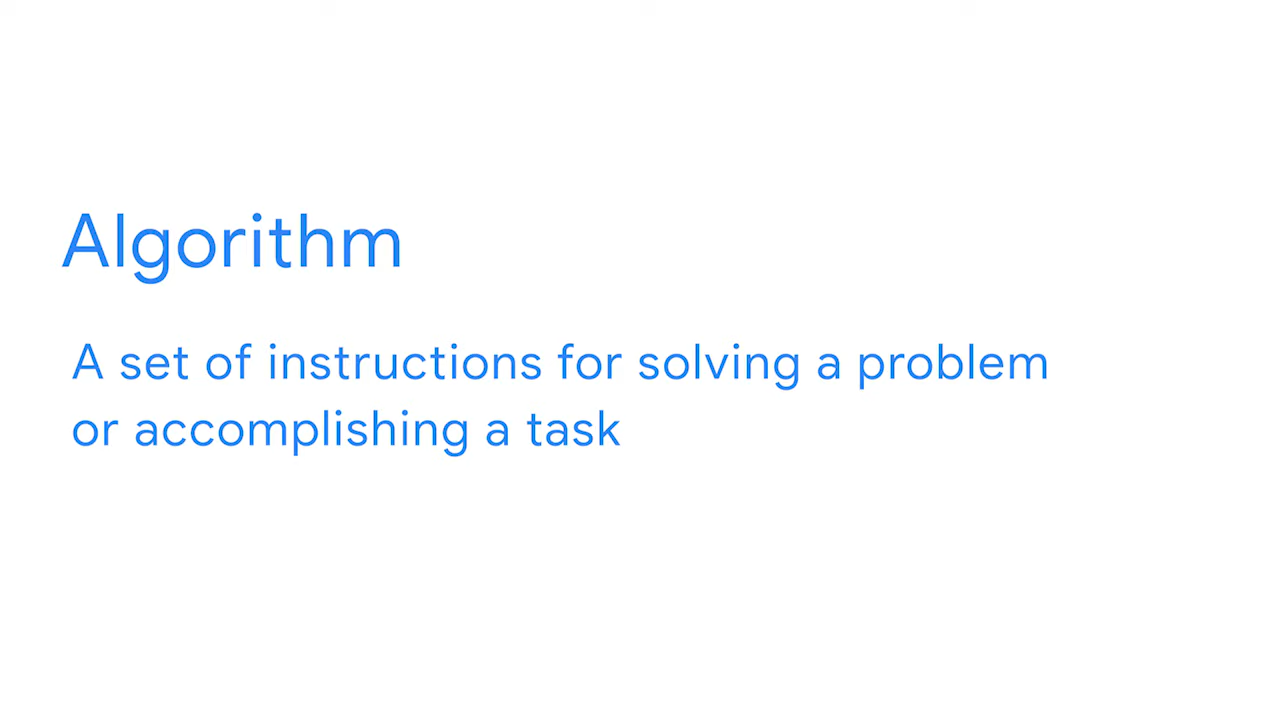 Algorithm
A set of instructions for solving a problem
or accomplishing a task